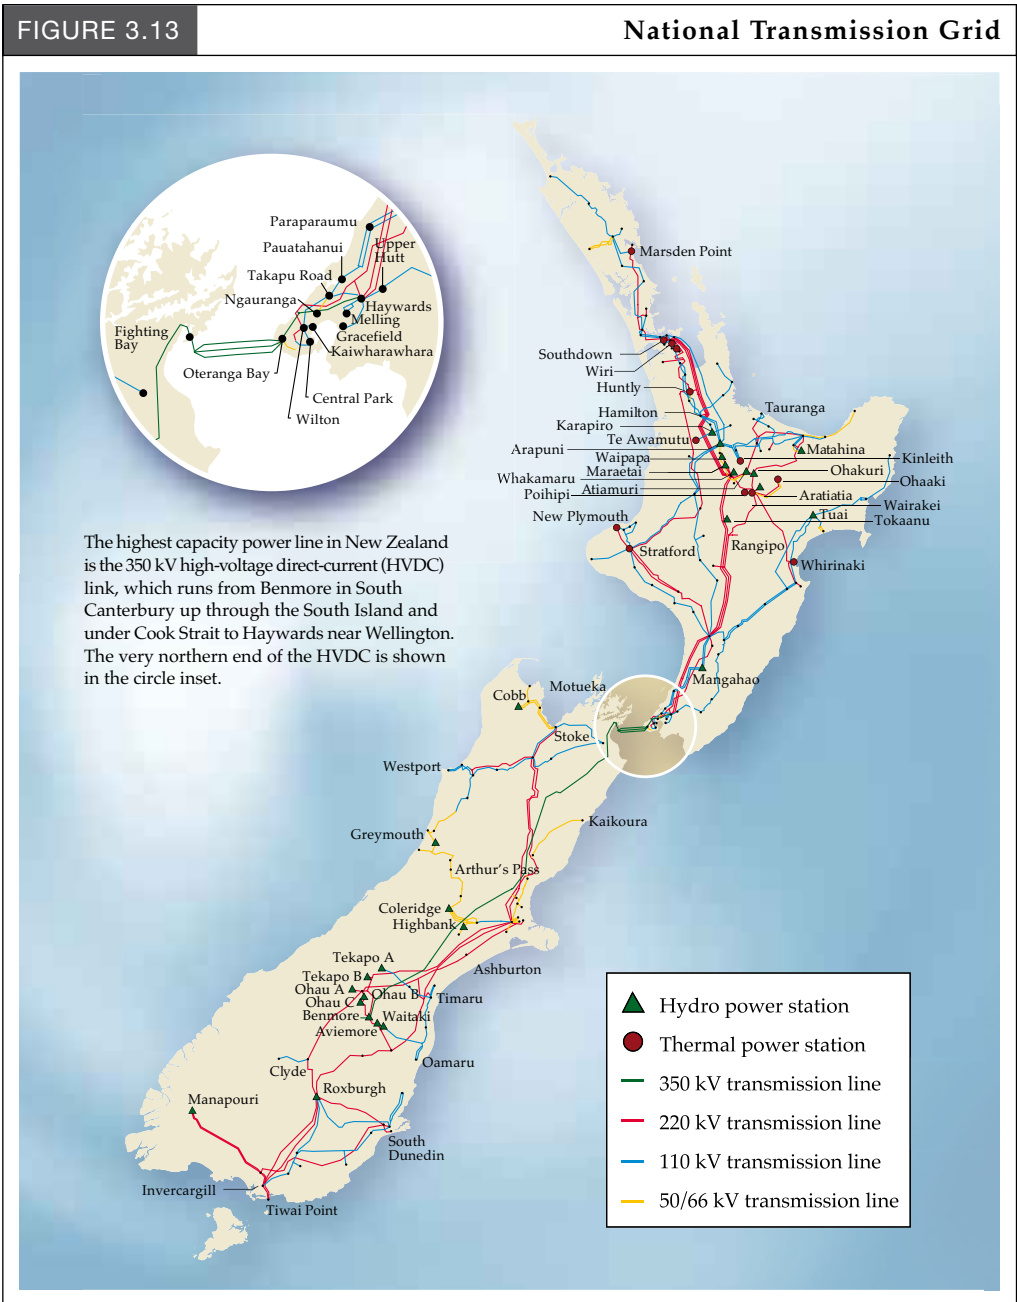 FIGURE 3.13
National Transmission Grid
Paraparaumu
Pauatahanui
Upper
Hutt
Takapu Road
Ngauranga
Haywards
Melling
Gracefield
Kaiwharawhara
Fighting
Bay
Oteranga Bay
Central Park
Wilton
The highest capacity power line in New Zealand
is the 350 kV high-voltage direct-current (HVDC)
link, which runs from Benmore in South
Canterbury up through the South Island and
under Cook Strait to Haywards near Wellington.
The very northern end of the HVDC is shown
in the circle inset.
Marsden Point
Southdown
Wiri
Huntly
Hamilton
Tauranga
Karapiro
Te Awamutu
Arapuni
Matahina
Waipapa
Kinleith
Maraetai
Ohakuri
Whakamaru
Ohaaki
Atiamuri
Poihipi
Aratiatia
Wairakei
New Plymouth
Tuai
Tokaanu
Stratford
Rangipo
Whirinaki
Mangahao
Motueka
Cobb
Stoke
Westport
Kaikoura
Greymouth
Arthur's Pass
Coleridge
Highbank
Tekapo A
Ashburton
Tekapo B
Ohau A
Ohau B
Timaru
Ohau C
Benmore
Waitaki
Aviemore
Oamaru
Clyde
Roxburgh
Manapouri
South
Dunedin
Invercargill
Tiwai Point
Hydro power station
Thermal power station
350 kV transmission line
220 kV transmission line
110 kV transmission line
50/66 kV transmission line